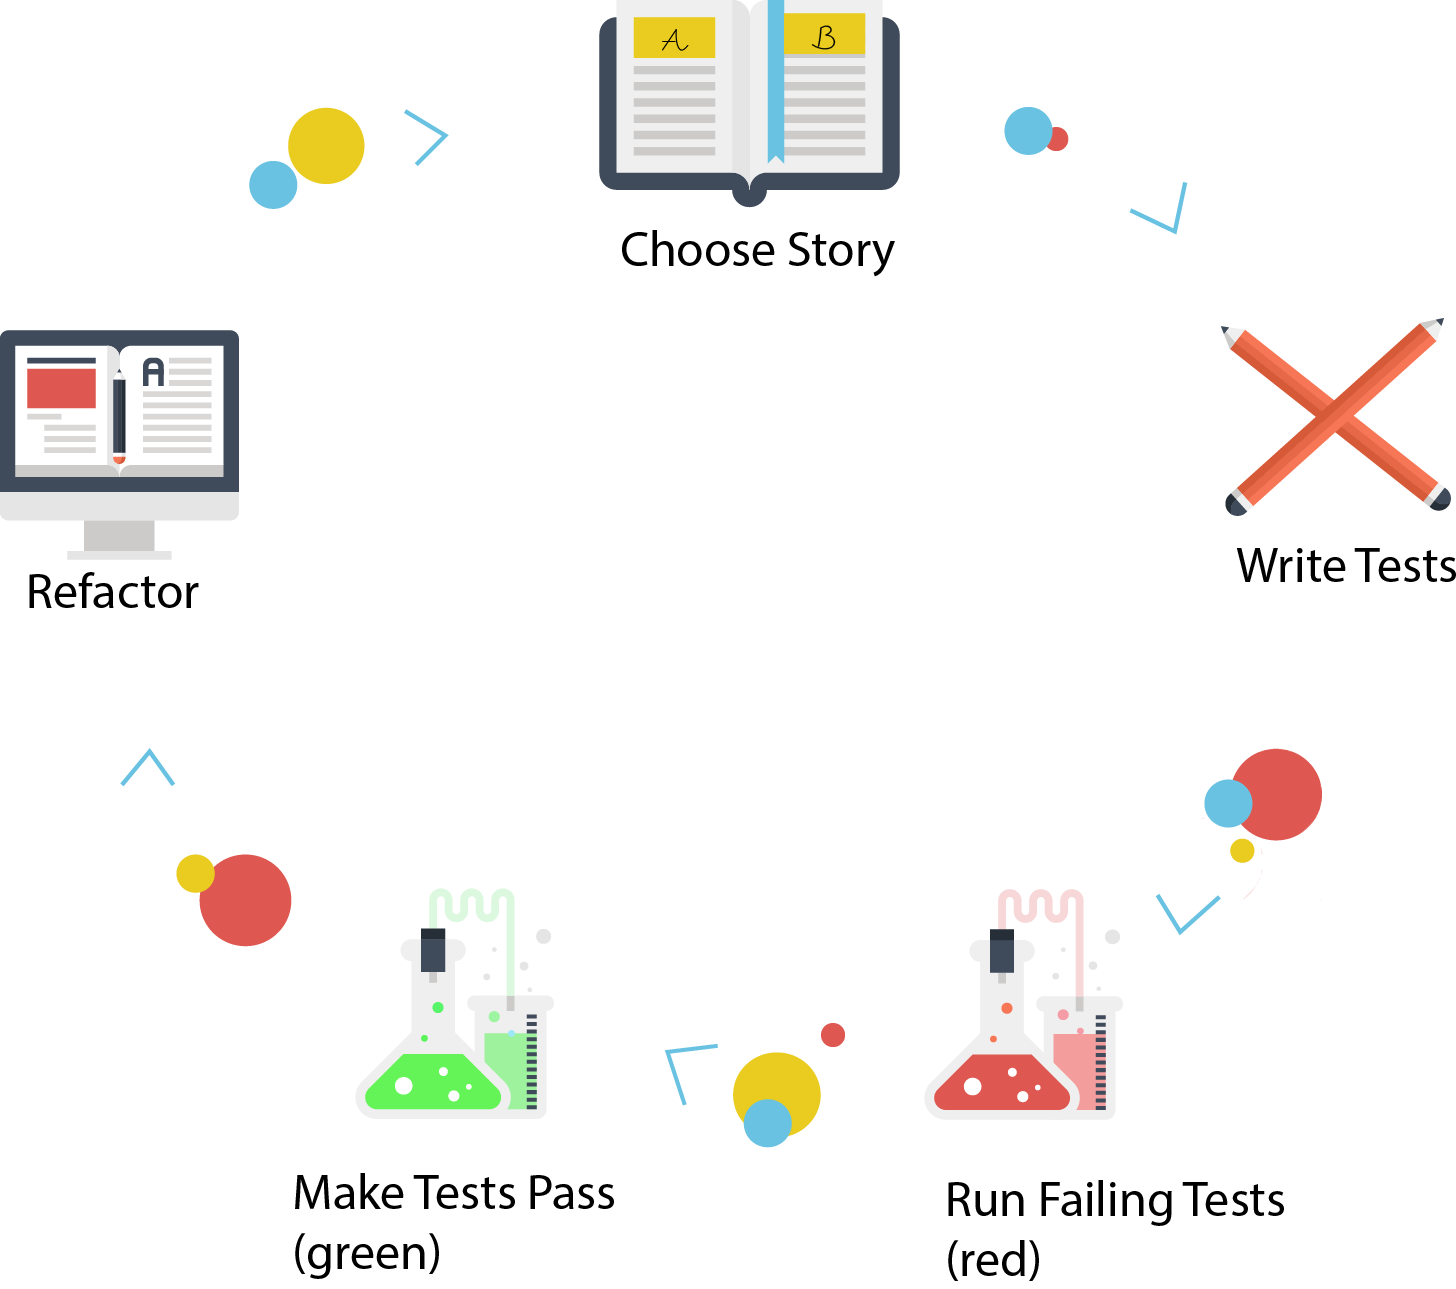 A
B
Choose Story
A
Refactor
Write Tests
Make Tests Pass
(green)
Run Failing Tests
(red)